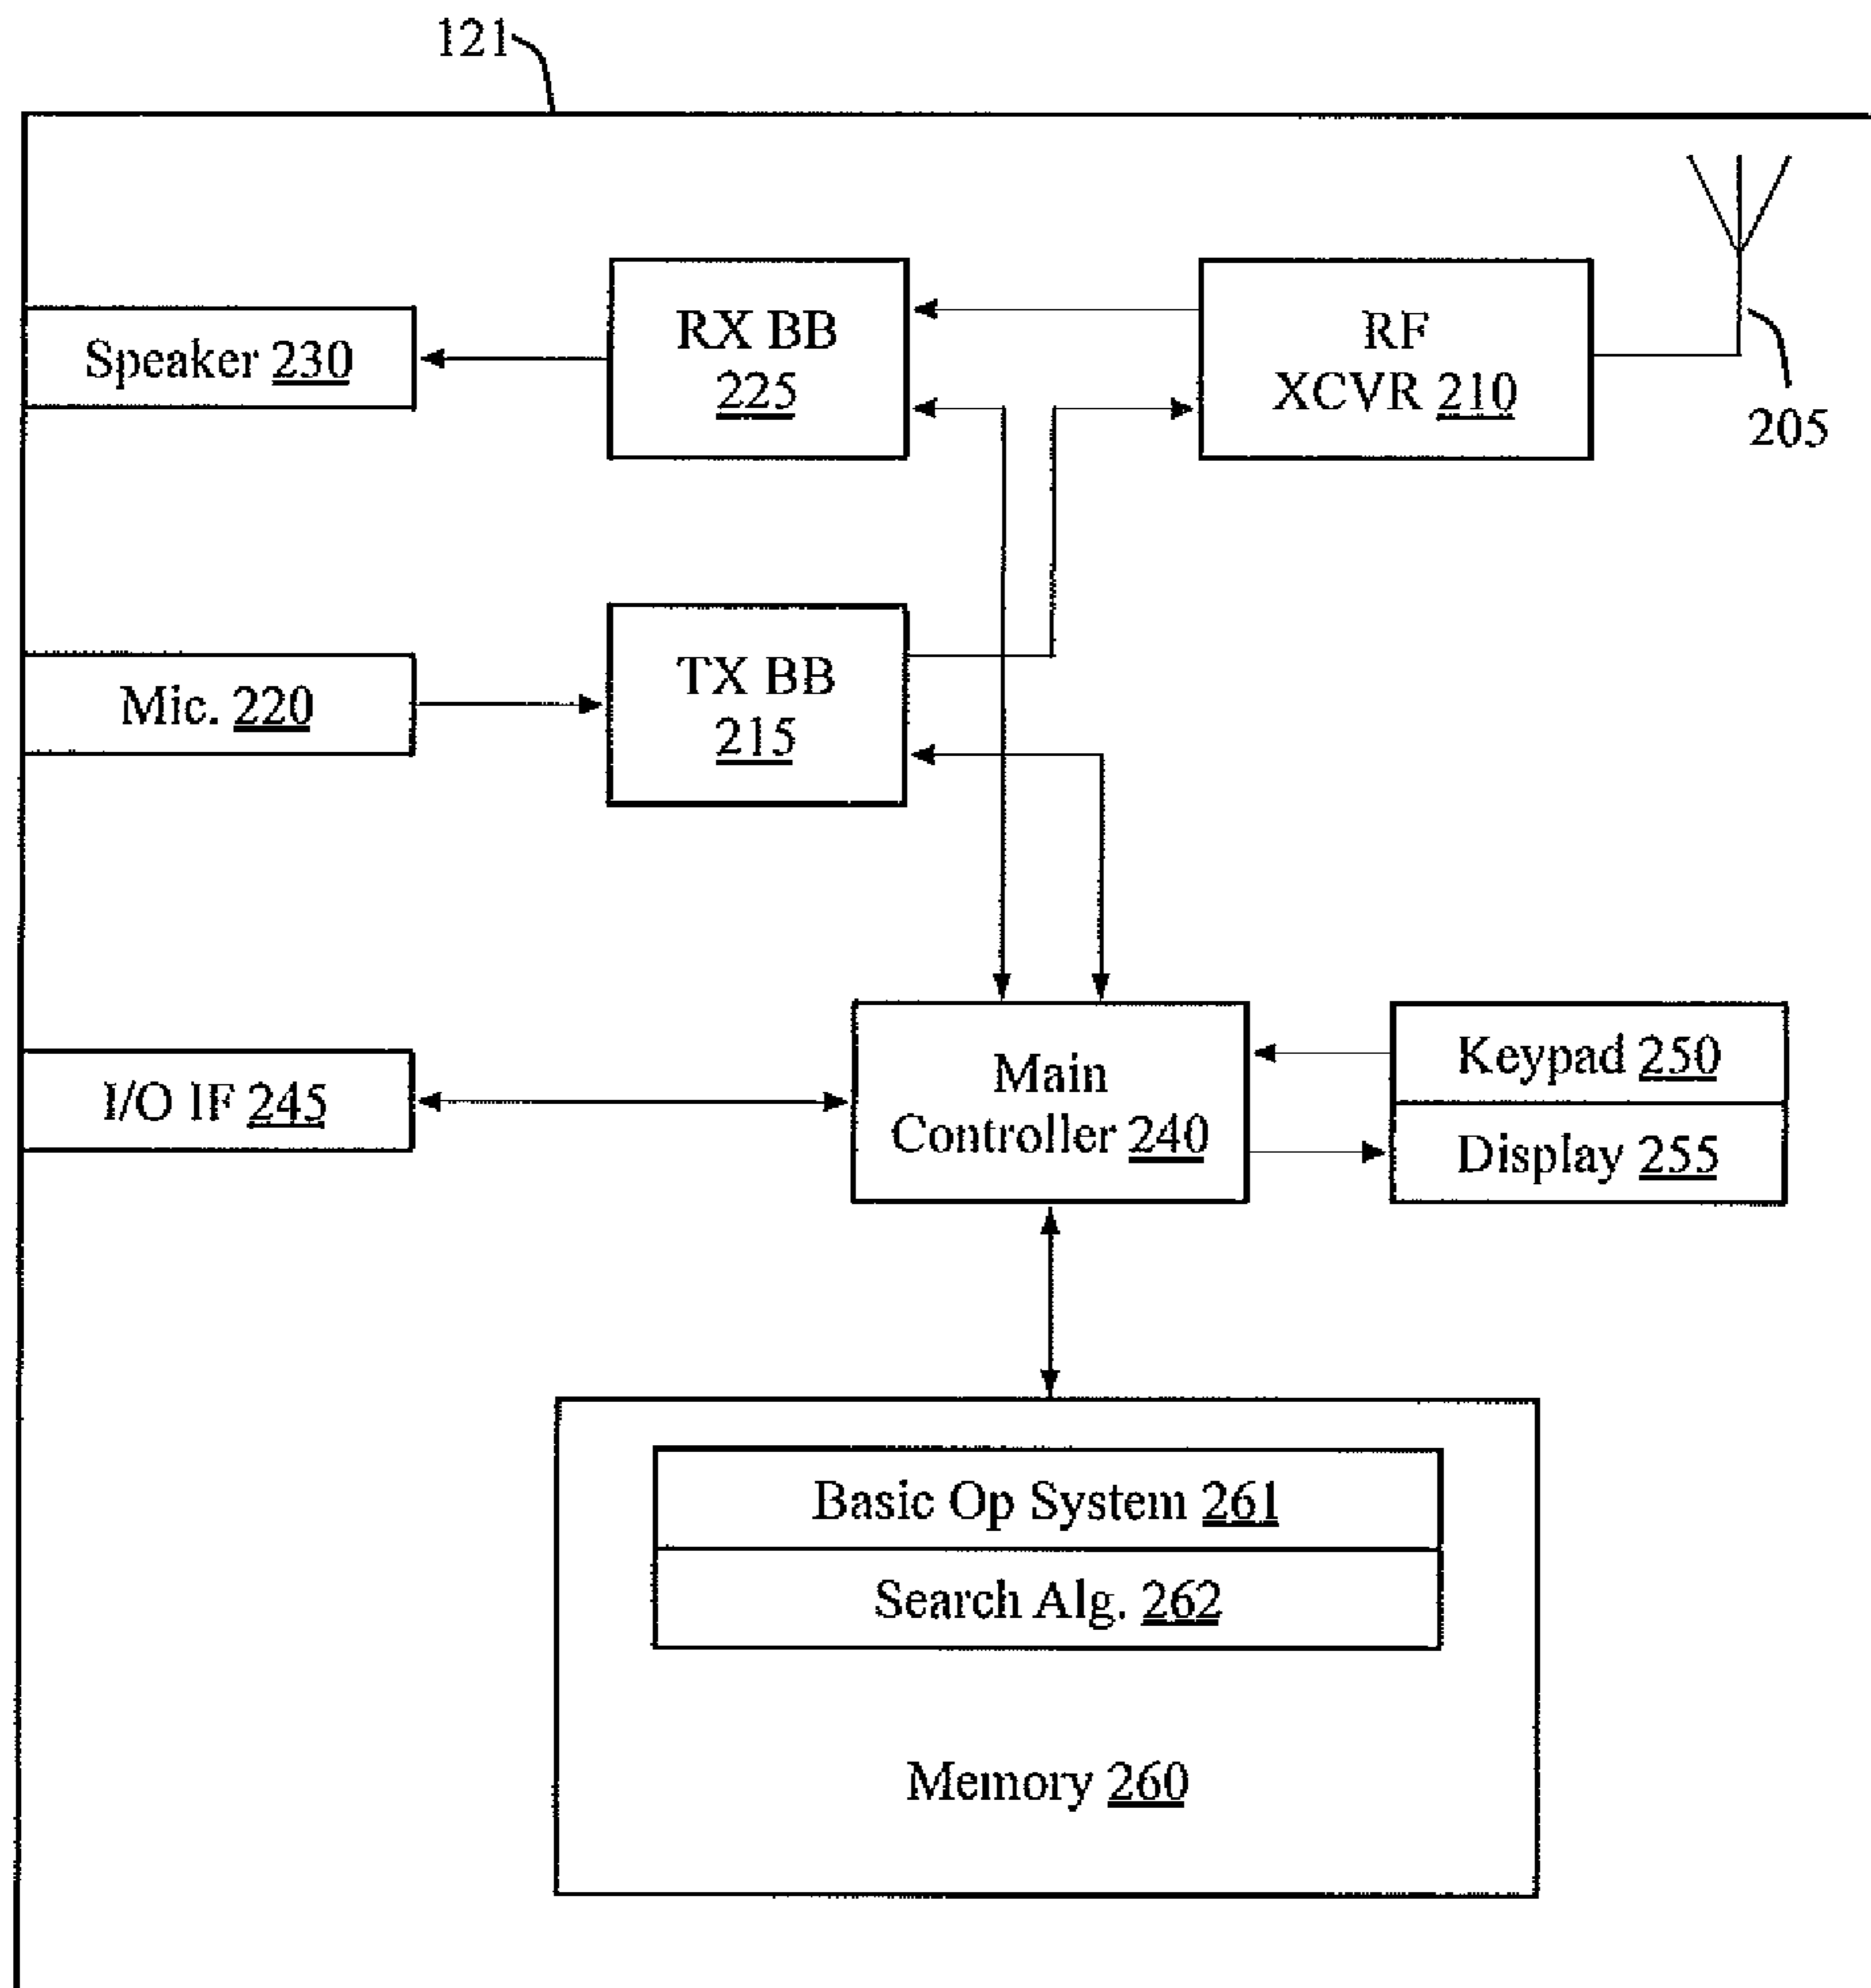 121
Speaker 230
RX BB
225
RF
XCVR 210
205
Mic. 220
TX BB
215
I/O IF 245
Main
Controller 240
Keypad 250
Display 255
Basic Op System 261
Search Alg. 262
Memory 260